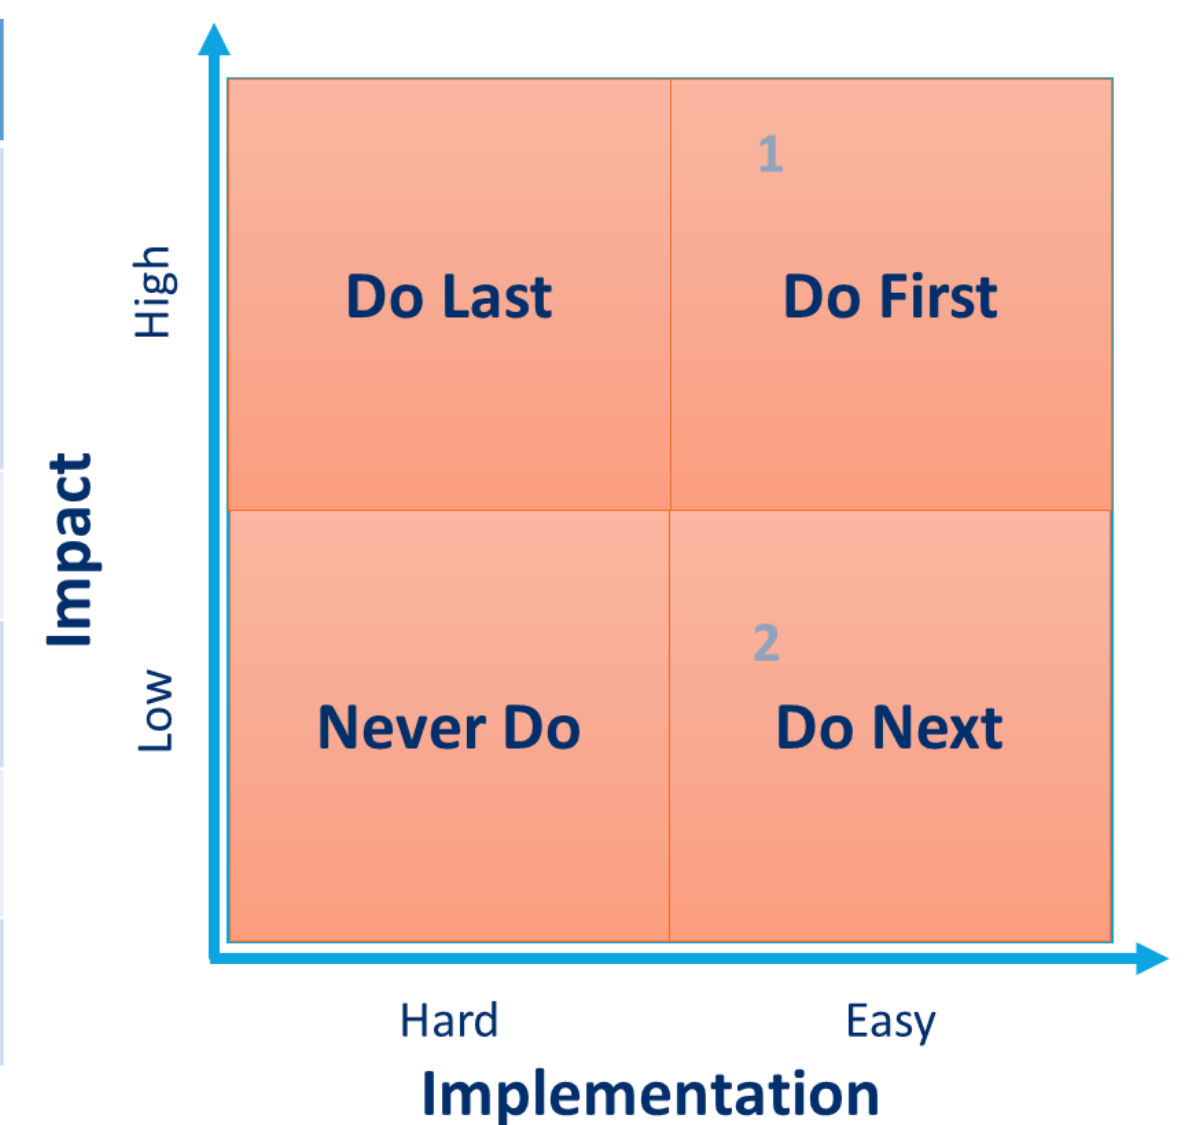 1
Do Last
Do First
High
Impact
2
Low
Never Do
Do Next
Hard
Easy
Implementation